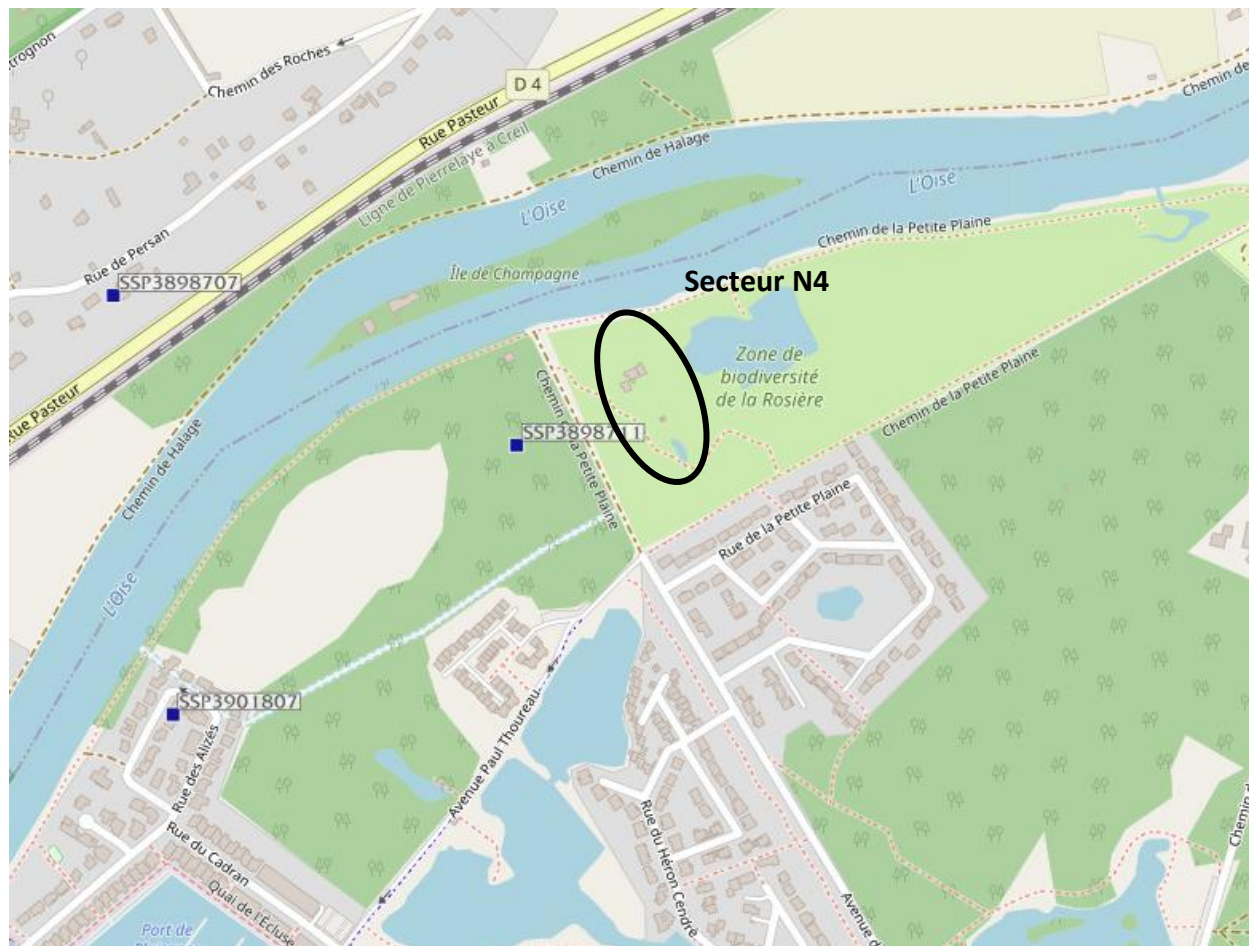 trognon
Chemin des Roches
D 4
Rue Pasteur
Chemin de
Ligne de Pierrelaye à Creil
Chemin de Halage
L'Oise
L'Oise
Rue de Persan
Chemin de la Petite Plaine
SSP3898707
Île de Champagne
Secteur N4
Zone de
biodiversité
de la Rosière
Rue Pasteur
Chemin de la Petite Plaine
Chemin de la Petite Plaine
SSP3898711
Chemin de Halage
Rue de la Petite Plaine
L'Oise
SSP3901807
Rue des Alizés
Avenue Paul Thoureau
Rue du Cadran
Rue du Héron Cendré
Chemin d
Quai de l'Écluse
Avenue d
Port de